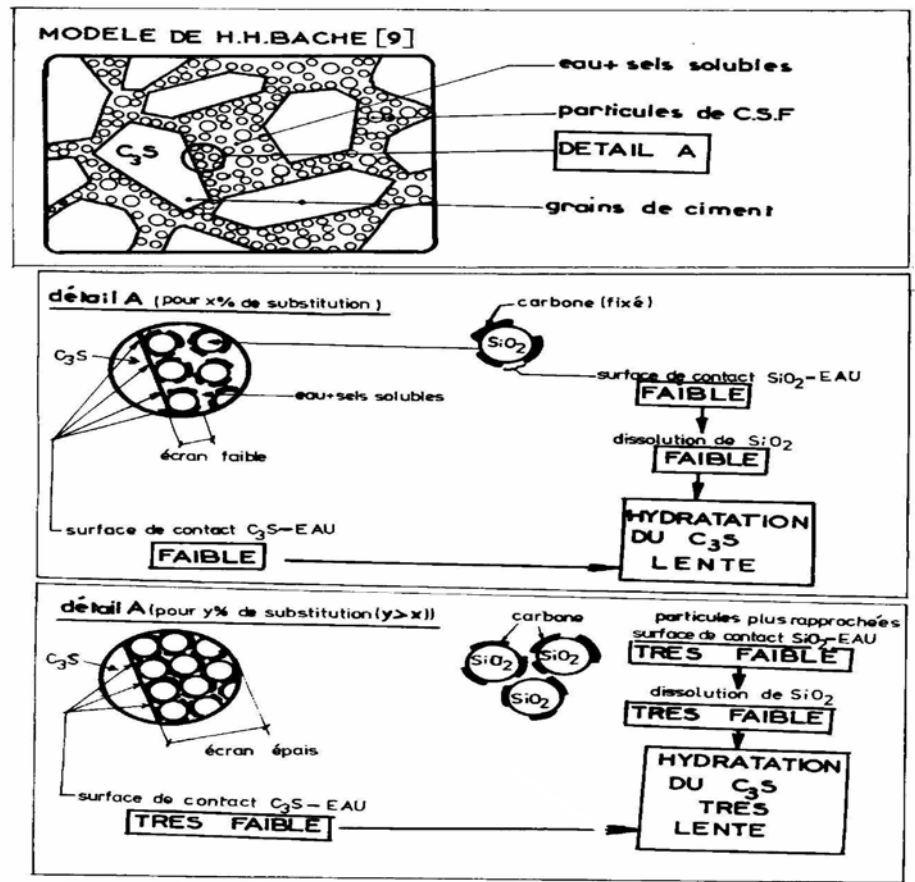 MODELE DE H.H.BACHE [9]
eau+ sels solubles
particules de C.S.F
C₃S
DETAIL A
grains de ciment
détail A (pour x% de substitution)
carbone (fixé)
C₃S
SiO₂
surface de contact SiO₂-EAU
FAIBLE
eau+sels solubles
dissolution de SiO₂
écran faible
FAIBLE
HYDRATATION
DU C₃S
LENTE
surface de contact C₃S-EAU
FAIBLE
détail A (pour y% de substitution (y>x))
carbone
particules plus rapprochées
surface de contact SiO₂-EAU
TRES FAIBLE
C₃S
SiO₂
SiO₂
SiO₂
dissolution de SiO₂
TRES FAIBLE
écran épais
HYDRATATION
DU C₃S
TRES
LENTE
surface de contact C₃S-EAU
TRES FAIBLE